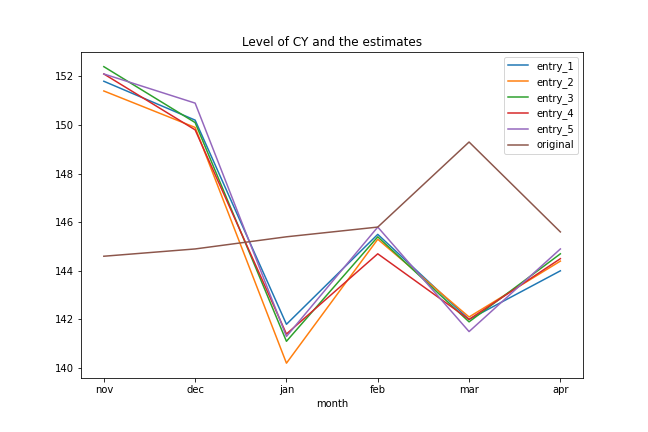 Level of CY and the estimates
entry_1
entry_2
entry_3
entry_4
entry_5
original
152
150
148
146
144
142
140
nov dec jan feb mar apr
month